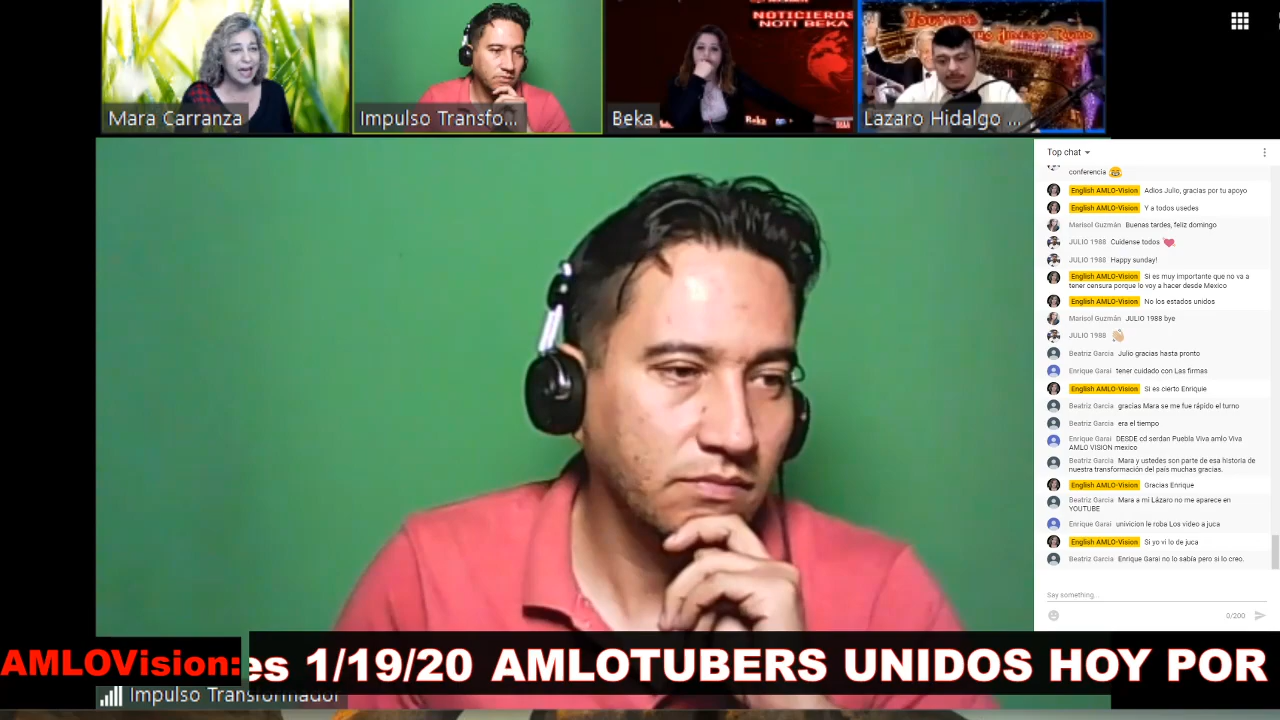 NOTICIEROS
NOTI BEKA
Mara Carranza
Impulso Transfo...
Beka
Lazaro Hidalgo ...
Top chat
conferencia
English AMLO-Vision Adios Julio, gracias por tu apoyo
English AMLO-Vision Y a todos usedes
Marisol Guzmán Buenas tardes, feliz domingo
JULIO 1988 Cuídense todos
JULIO 1988 Happy sunday!
English AMLO-Vision Si es muy importante que no va a
tener censura porque lo voy a hacer desde Mexico
English AMLO-Vision No los estados unidos
Marisol Guzmán JULIO 1988 bye
JULIO 1988
Beatriz Garcia Julio gracias hasta pronto
Enrique Garai tener cuidado con Las firmas
English AMLO-Vision Si es cierto Enriquie
Beatriz Garcia gracias Mara se me fue rápido el turno
Beatriz Garcia era el tiempo
Enrique Garai DESDE cd serdan Puebla Viva amlo Viva
AMLO VISION mexico
Beatriz Garcia Mara y ustedes son parte de esa historia de
nuestra transformación del país muchas gracias.
English AMLO-Vision Gracias Enrique
Beatriz Garcia Mara a mi Lázaro no me aparece en
YOUTUBE
Enrique Garai univicion le roba Los video a juca
English AMLO-Vision Si yo vi lo de juca
Beatriz Garcia Enrique Garai no lo sabía pero si lo creo.
Say something...
0/200
AMLOVision: es 1/19/20 AMLOTUBERS UNIDOS HOY POR
Impulso Transformador